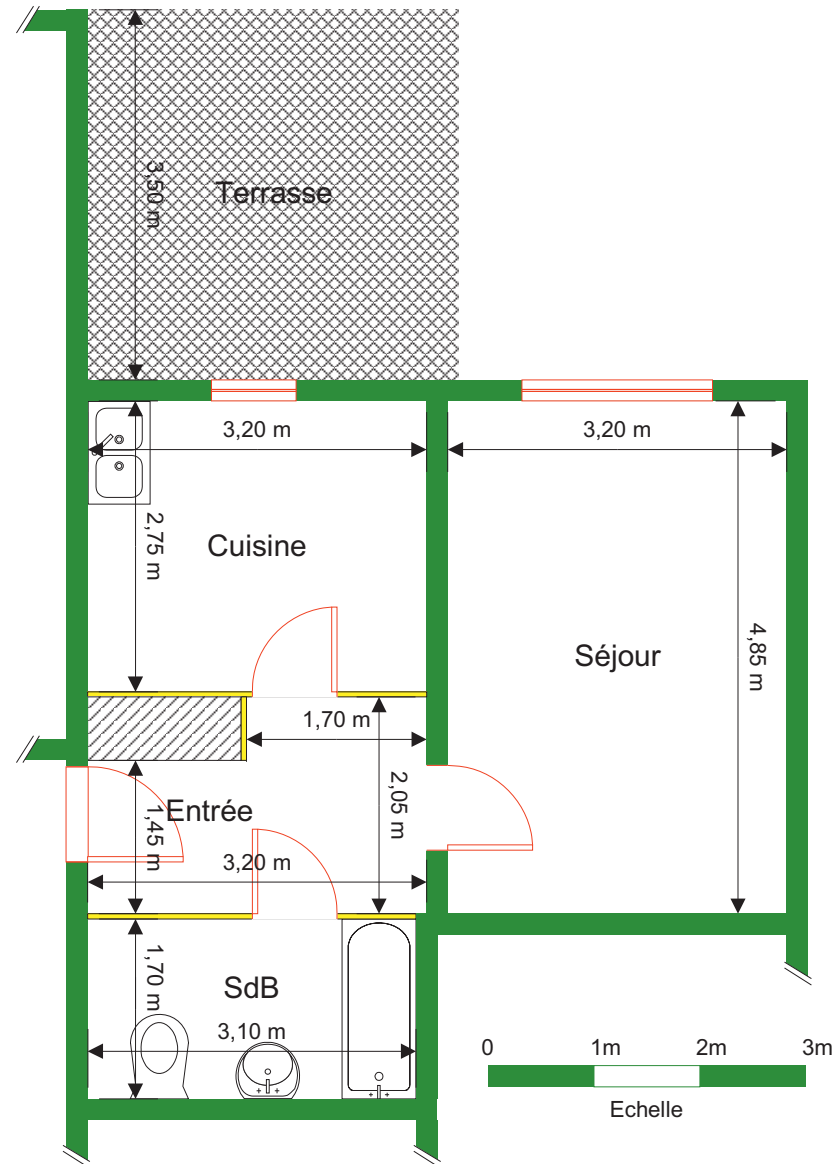 3,50 m
Terrasse
3,20 m
3,20 m
2,75 m
Cuisine
Séjour
4,85 m
1,70 m
2,05 m
Entrée
1,45 m
3,20 m
1,70 m
SdB
3,10 m
0 1m 2m 3m
Echelle